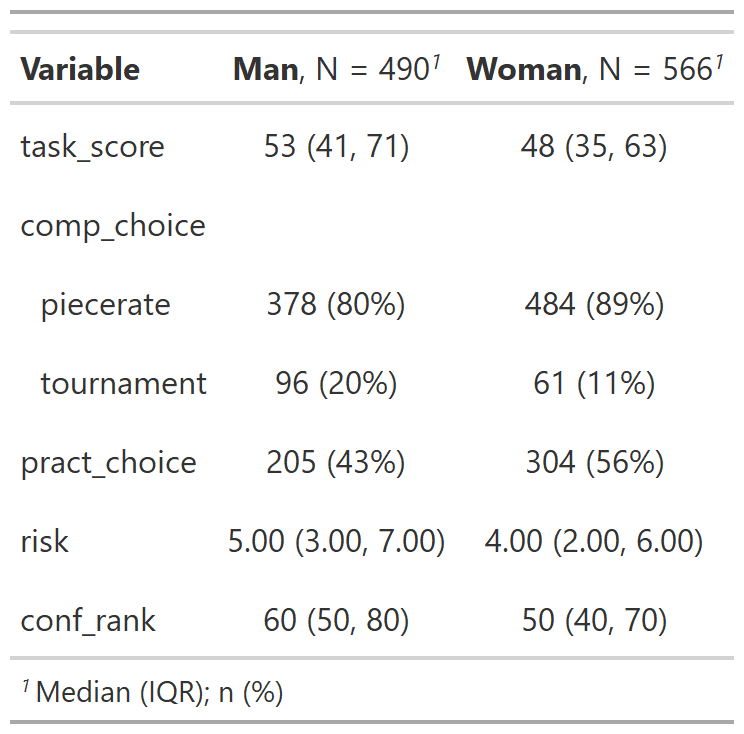 Variable Man, N = 490¹ Woman, N = 566¹
task_score 53 (41, 71) 48 (35, 63)
comp_choice
piecerate 378 (80%) 484 (89%)
tournament 96 (20%) 61 (11%)
pract_choice 205 (43%) 304 (56%)
risk 5.00 (3.00, 7.00) 4.00 (2.00, 6.00)
conf_rank 60 (50, 80) 50 (40, 70)
¹ Median (IQR); n (%)